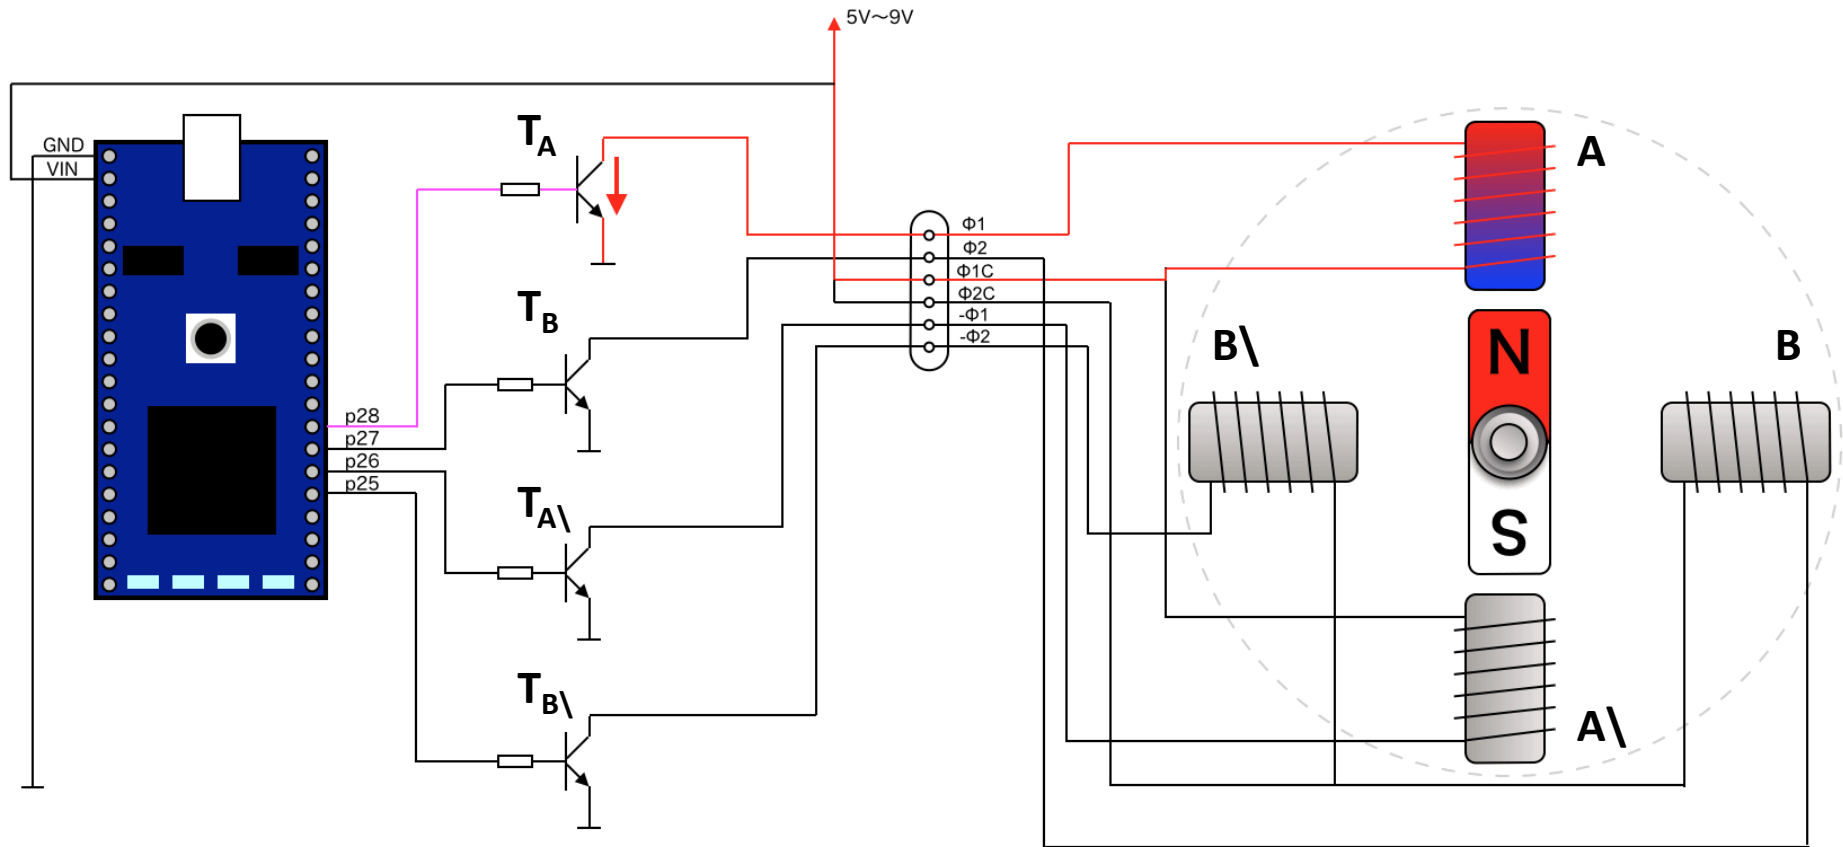 5V～9V
GND
VIN
p28
p27
p26
p25
TA
TB
TA\
TB\
Φ1
Φ2
Φ1C
Φ2C
-Φ1
-Φ2
A
B\
B
N
S
A\